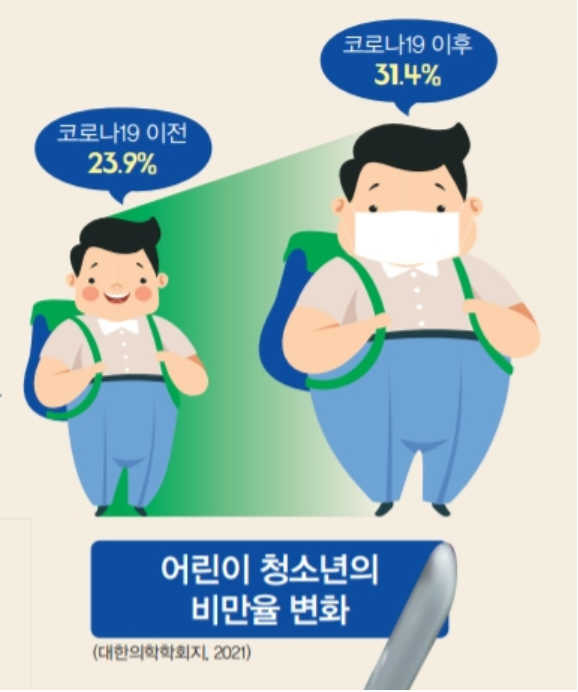 코로나19 이후
31.4%
코로나19 이전
23.9%
어린이 청소년의
비만율 변화
(대한의학학회지, 2021)